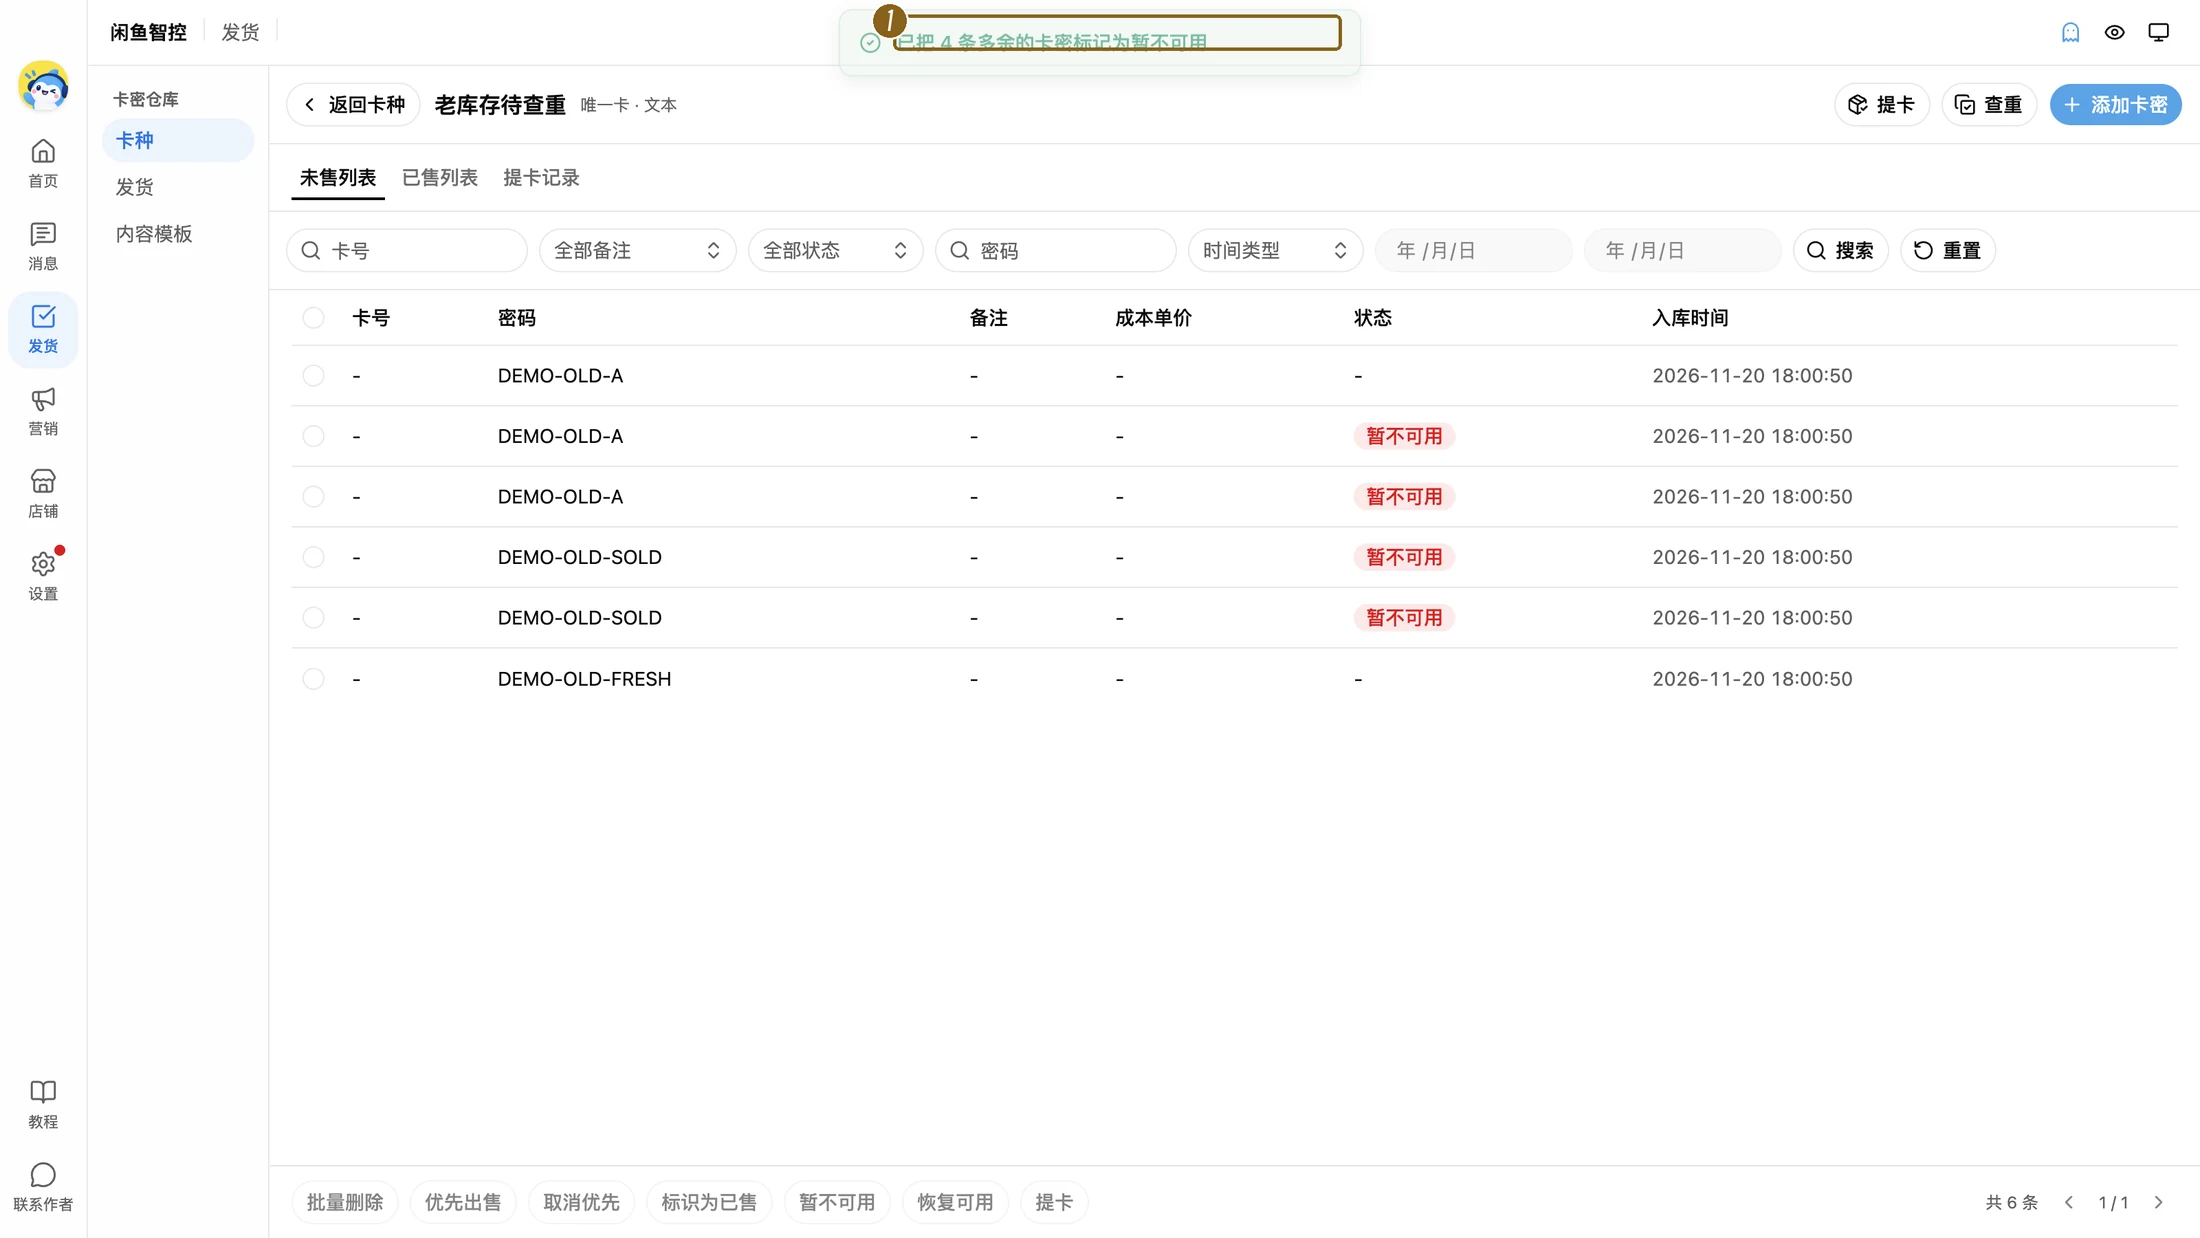 闲鱼智控 发货
1
已把 4 条多余的卡密标记为暂不可用
首页
消息
发货
营销
店铺
设置
教程
联系作者
卡密仓库
卡种
发货
内容模板
返回卡种 老库存待查重 唯一卡 · 文本 提卡 查重 添加卡密
未售列表 已售列表 提卡记录
卡号 全部备注 全部状态 密码 时间类型 年 /月/日 年 /月/日 搜索 重置
卡号 密码 备注 成本单价 状态 入库时间
- DEMO-OLD-A - - - 2026-11-20 18:00:50
- DEMO-OLD-A - - 暂不可用 2026-11-20 18:00:50
- DEMO-OLD-A - - 暂不可用 2026-11-20 18:00:50
- DEMO-OLD-SOLD - - 暂不可用 2026-11-20 18:00:50
- DEMO-OLD-SOLD - - 暂不可用 2026-11-20 18:00:50
- DEMO-OLD-FRESH - - - 2026-11-20 18:00:50
批量删除 优先出售 取消优先 标识为已售 暂不可用 恢复可用 提卡 共 6 条 1 / 1